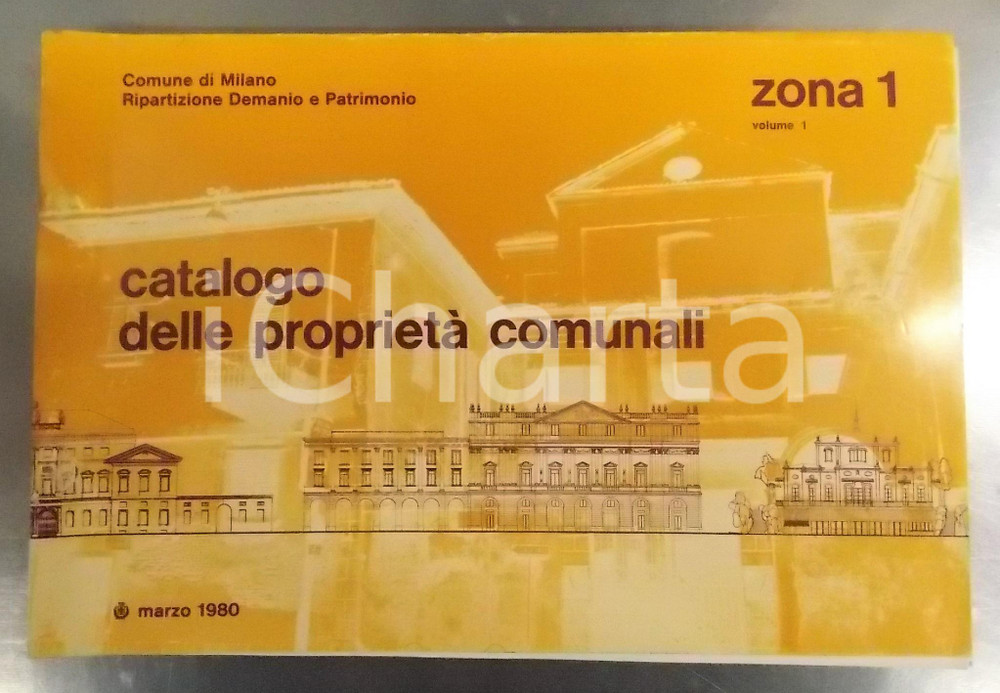 Comune di Milano
Ripartizione Demanio e Patrimonio
zona 1
volume 1
catalogo
delle proprietà comunali
iCharta
marzo 1980